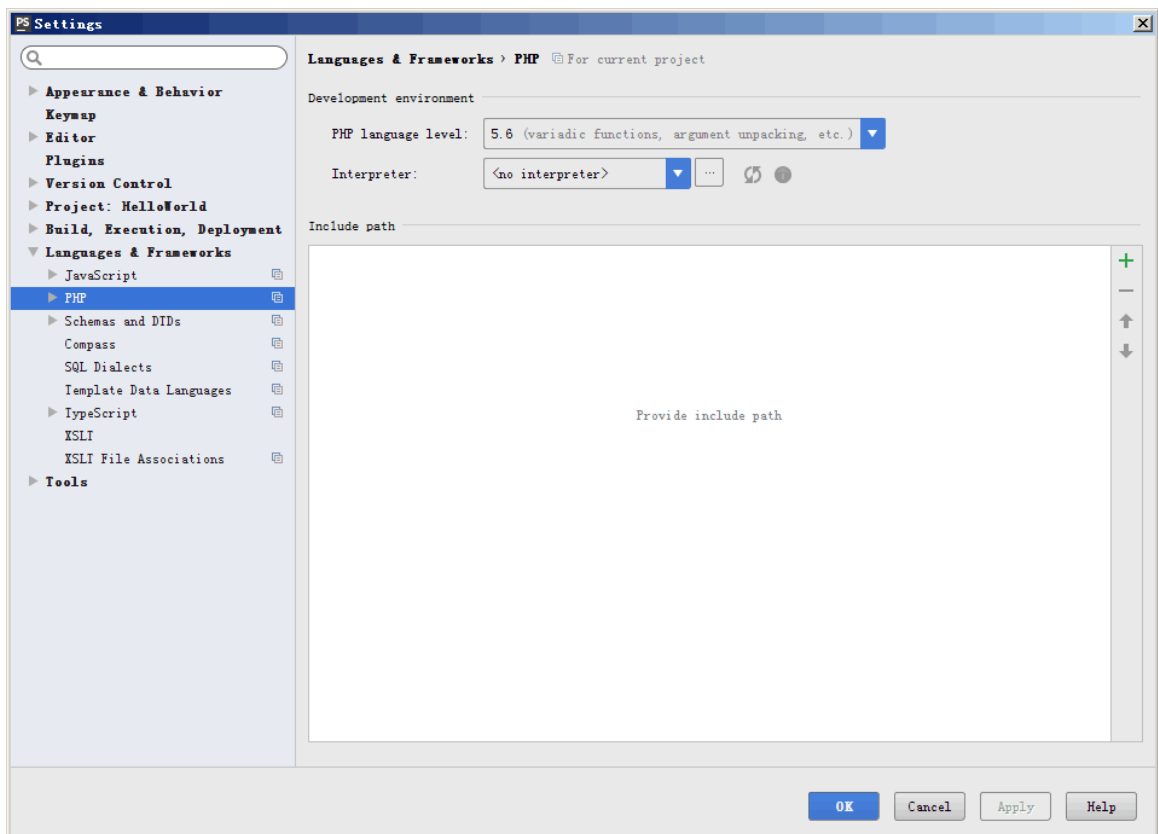 PS Settings
Languages & Frameworks › PHP For current project
Appearance & Behavior
Keymap
Editor
Plugins
Version Control
Project: HelloWorld
Build, Execution, Deployment
Languages & Frameworks
JavaScript
PHP
Schemas and DTDs
Compass
SQL Dialects
Template Data Languages
TypeScript
XSLT
XSLT File Associations
Tools
Development environment
PHP language level: 5.6 (variadic functions, argument unpacking, etc.)
Interpreter: <no interpreter> ...
Include path
Provide include path
OK Cancel Apply Help